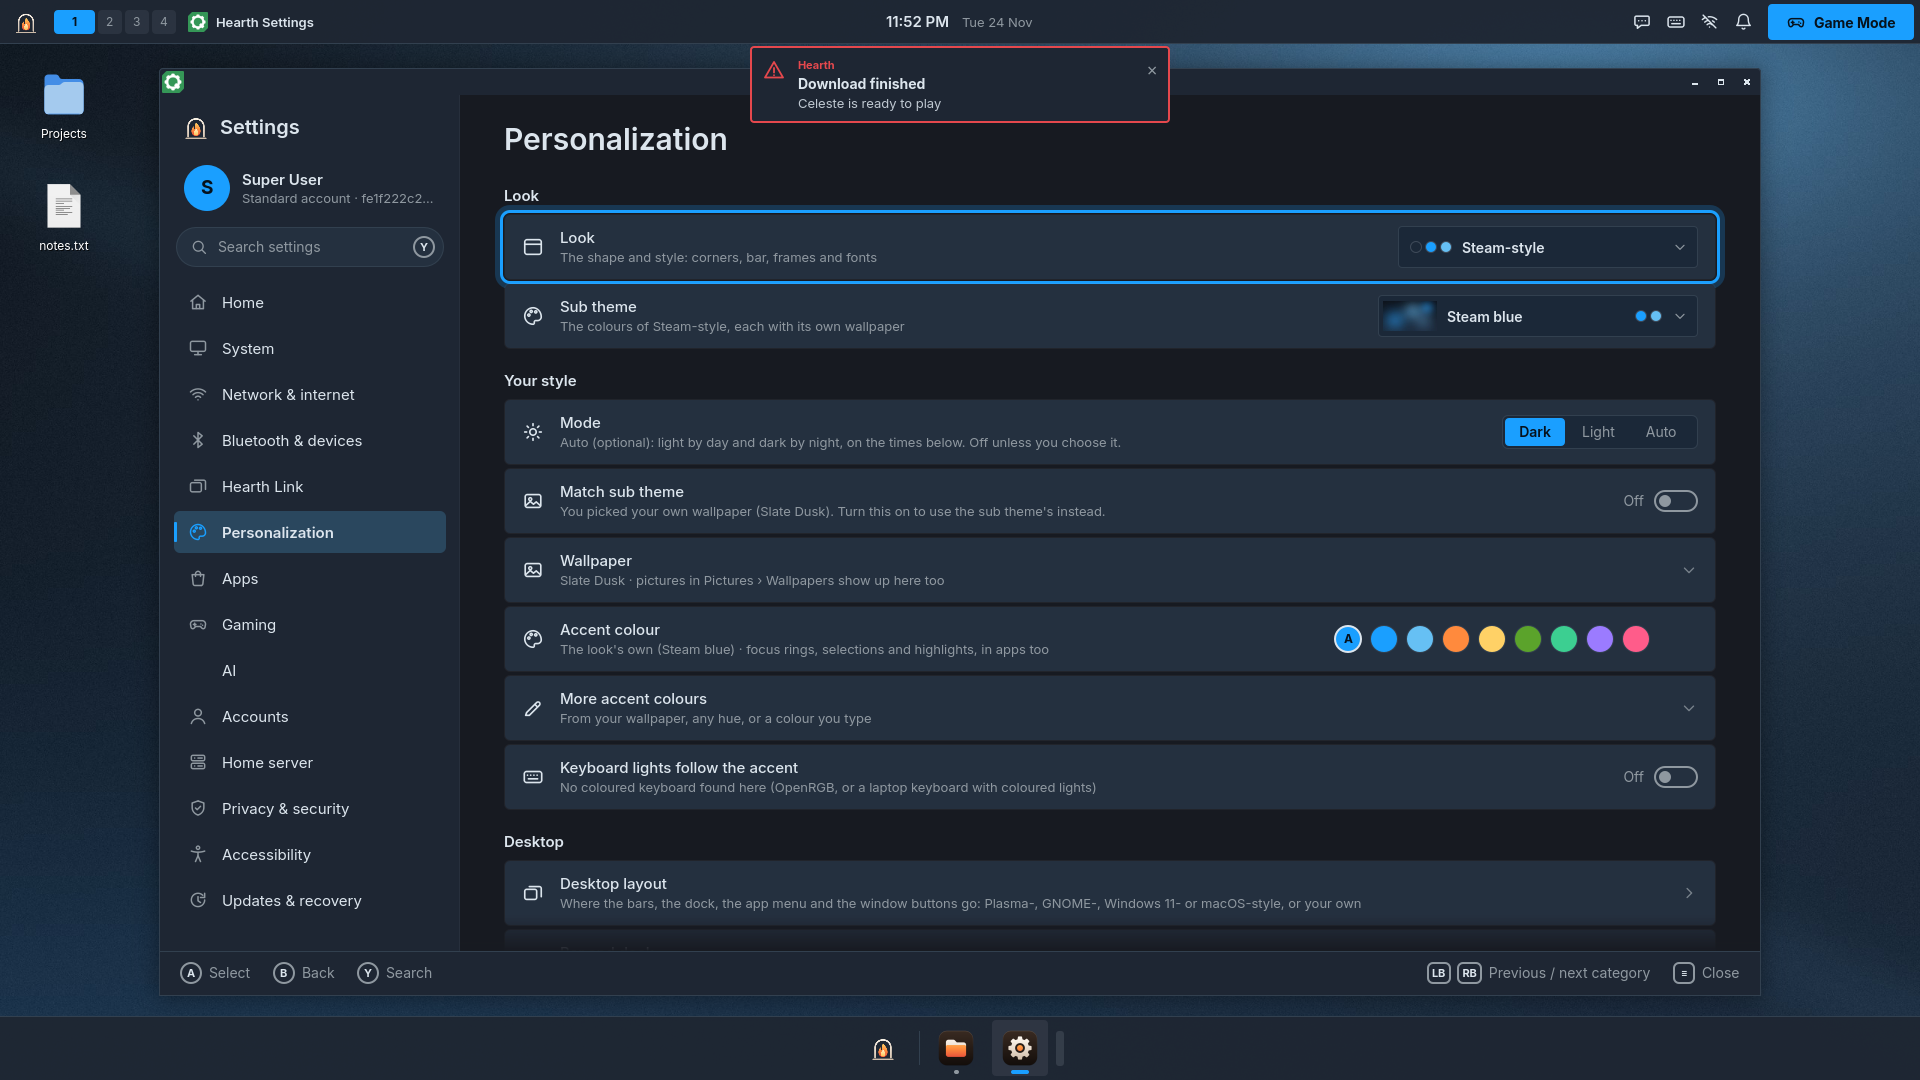 1 2 3 4 Hearth Settings
11:52 PM Tue 24 Nov
Game Mode
Projects
notes.txt
Hearth
Download finished
Celeste is ready to play
Settings
S
Super User
Standard account · fe1f222c2...
Search settings Y
Home
System
Network & internet
Bluetooth & devices
Hearth Link
Personalization
Apps
Gaming
AI
Accounts
Home server
Privacy & security
Accessibility
Updates & recovery
Personalization
Look
Look
The shape and style: corners, bar, frames and fonts
Steam-style
Sub theme
The colours of Steam-style, each with its own wallpaper
Steam blue
Your style
Mode
Auto (optional): light by day and dark by night, on the times below. Off unless you choose it.
Dark Light Auto
Match sub theme
You picked your own wallpaper (Slate Dusk). Turn this on to use the sub theme's instead.
Off
Wallpaper
Slate Dusk · pictures in Pictures › Wallpapers show up here too
Accent colour
The look's own (Steam blue) · focus rings, selections and highlights, in apps too
A
More accent colours
From your wallpaper, any hue, or a colour you type
Keyboard lights follow the accent
No coloured keyboard found here (OpenRGB, or a laptop keyboard with coloured lights)
Off
Desktop
Desktop layout
Where the bars, the dock, the app menu and the window buttons go: Plasma-, GNOME-, Windows 11- or macOS-style, or your own
A Select B Back Y Search
LB RB Previous / next category Close